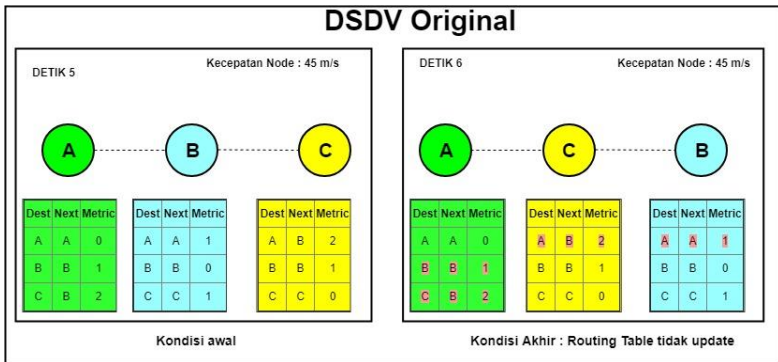 DSDV Original
DETIK 5
Kecepatan Node : 45 m/s
A
B
C
Dest Next Metric
A A 0
B B 1
C B 2
Dest Next Metric
A A 1
B B 0
C C 1
Dest Next Metric
A B 2
B B 1
C C 0
Kondisi awal
DETIK 6
Kecepatan Node : 45 m/s
A
C
B
Dest Next Metric
A A 0
B B 1
C B 2
Dest Next Metric
A B 2
B B 1
C C 0
Dest Next Metric
A A 1
B B 0
C C 1
Kondisi Akhir : Routing Table tidak update